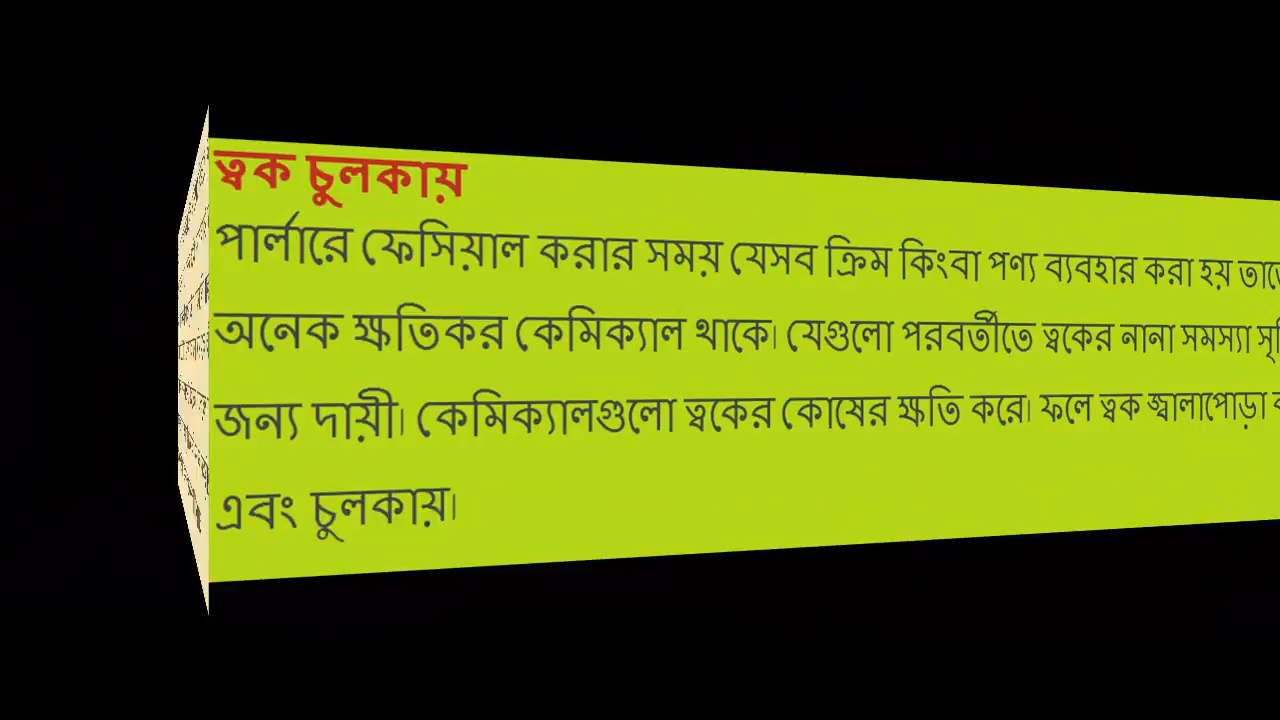 ত্বক চুলকায়
পার্লারে ফেসিয়াল করার সময় যেসব ক্রিম কিংবা পণ্য ব্যবহার করা হয়
অনেক ক্ষতিকর কেমিক্যাল থাকে। যেগুলো পরবর্তীতে ত্বকের নানা সমস্যা
জন্য দায়ী। কেমিক্যালগুলো ত্বকের কোষের ক্ষতি করে। ফলে ত্বক জ্বালাপোড়া
এবং চুলকায়।